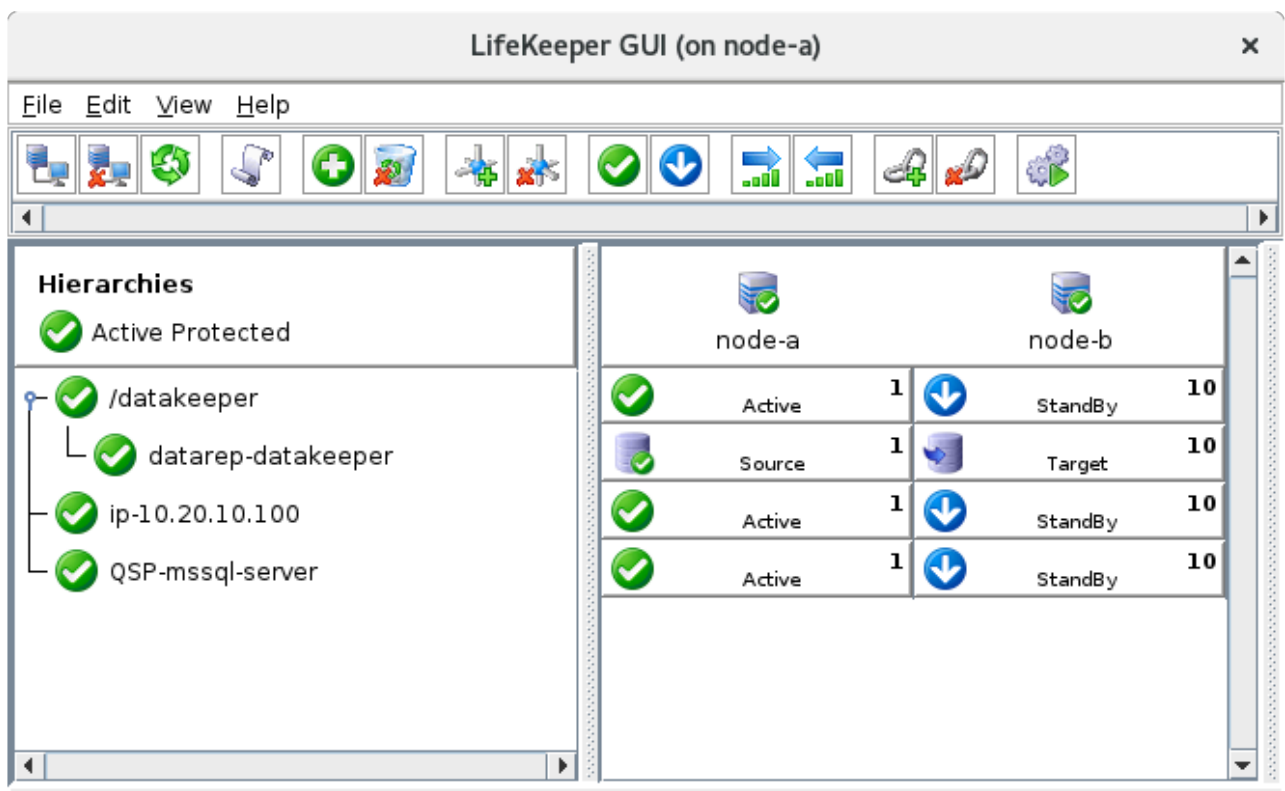 LifeKeeper GUI (on node-a)
File Edit View Help
Hierarchies
Active Protected
node-a node-b
/datakeeper 1 Active 10 StandBy
datarep-datakeeper 1 Source 10 Target
ip-10.20.10.100 1 Active 10 StandBy
QSP-mssql-server 1 Active 10 StandBy